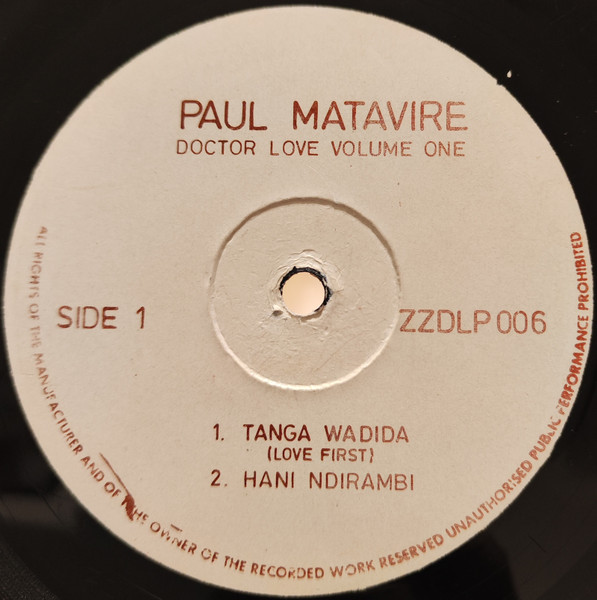 PAUL MATAVIRE
DOCTOR LOVE VOLUME ONE
SIDE 1
ZZDLP 006
1. TANGA WADIDA
(LOVE FIRST)
2. HANI NDIRAMBI
ALL RIGHTS OF THE MANUFACTURER AND OF THE OWNER OF THE RECORDED WORK RESERVED UNAUTHORISED PUBLIC PERFORMANCE PROHIBITED